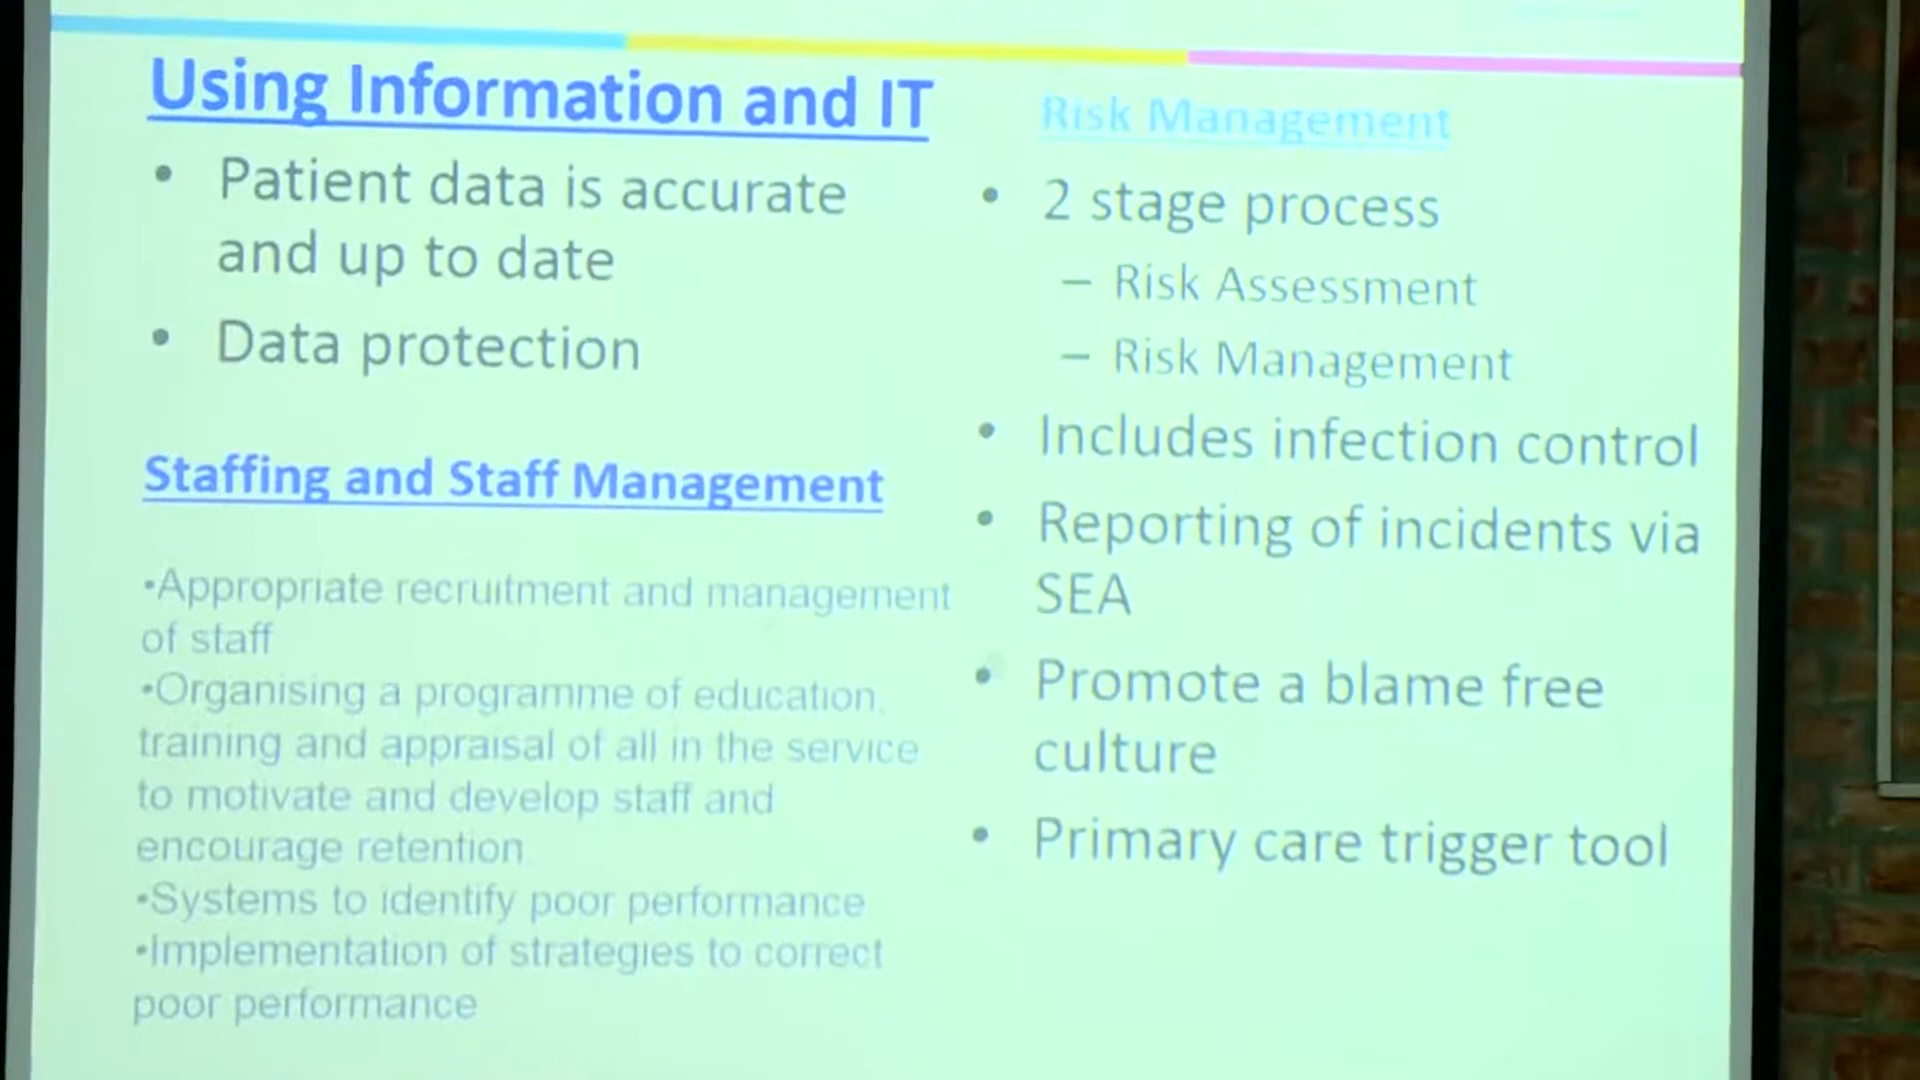 Using Information and IT
• Patient data is accurate
and up to date
• Data protection
Staffing and Staff Management
•Appropriate recruitment and management
of staff
•Organising a programme of education,
training and appraisal of all in the service
to motivate and develop staff and
encourage retention.
•Systems to identify poor performance
•Implementation of strategies to correct
poor performance
Risk Management
• 2 stage process
– Risk Assessment
– Risk Management
• Includes infection control
• Reporting of incidents via
SEA
• Promote a blame free
culture
• Primary care trigger tool